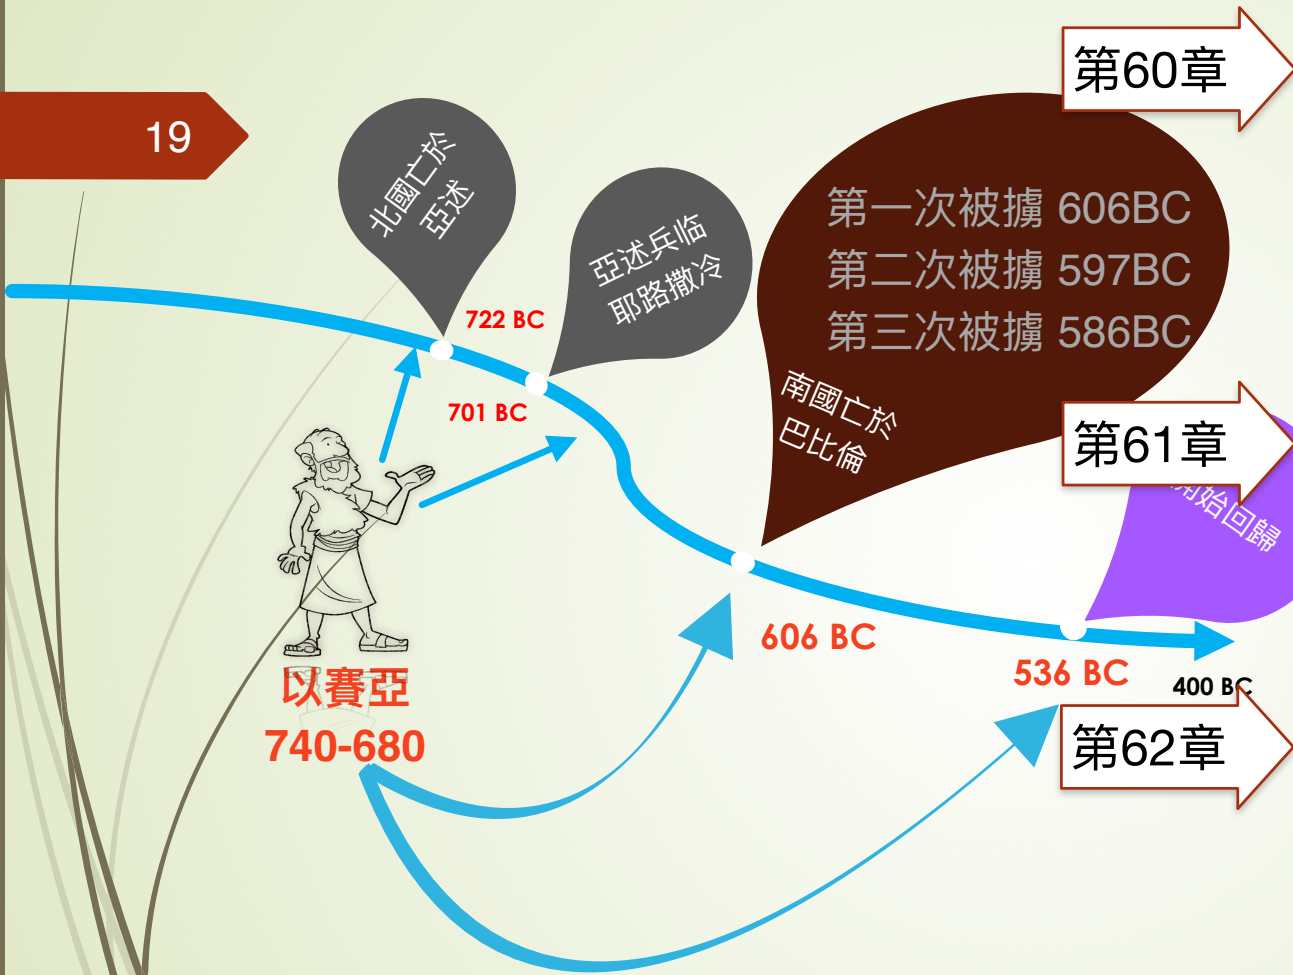 第60章
19
北國亡於
亞述
亞述兵临
耶路撒冷
第一次被擄 606BC
第二次被擄 597BC
第三次被擄 586BC
722 BC
701 BC
南國亡於
巴比倫
第61章
開始回歸
606 BC
536 BC
400 BC
以賽亞
740-680
第62章